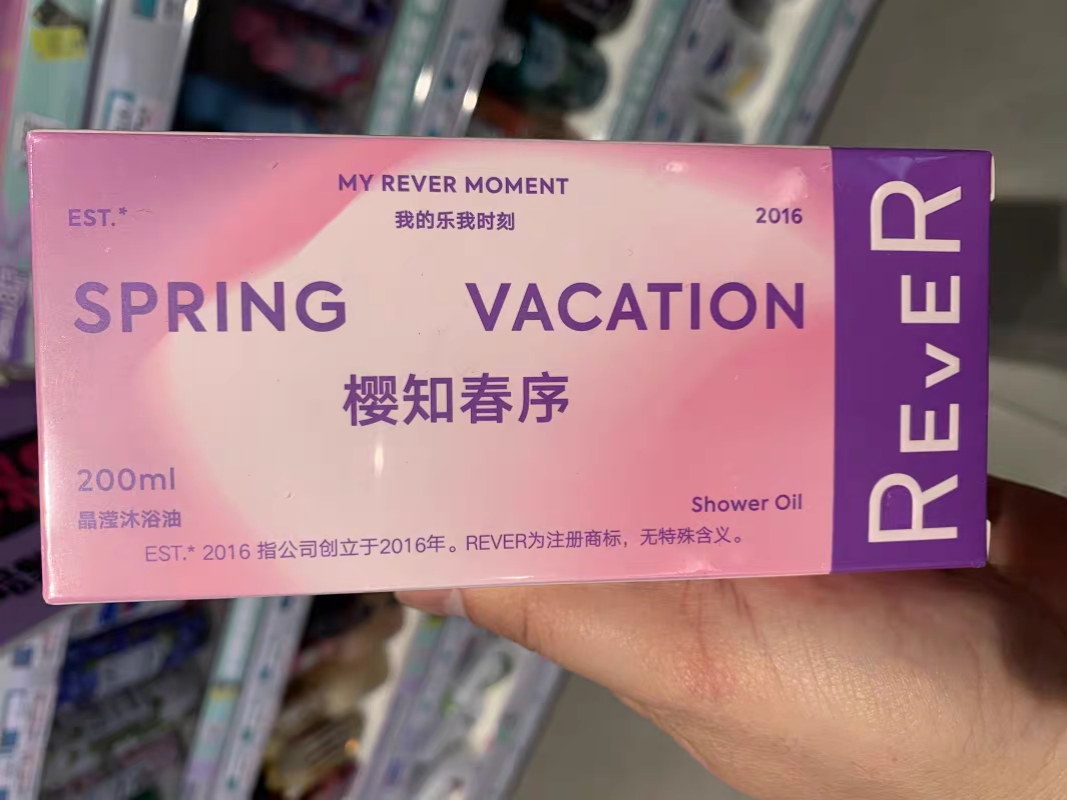 MY REVER MOMENT
EST.*
我的乐我时刻
2016
SPRING VACATION
樱知春序
200ml
晶滢沐浴油
Shower Oil
EST.* 2016 指公司创立于2016年。REVER为注册商标，无特殊含义。
REVER